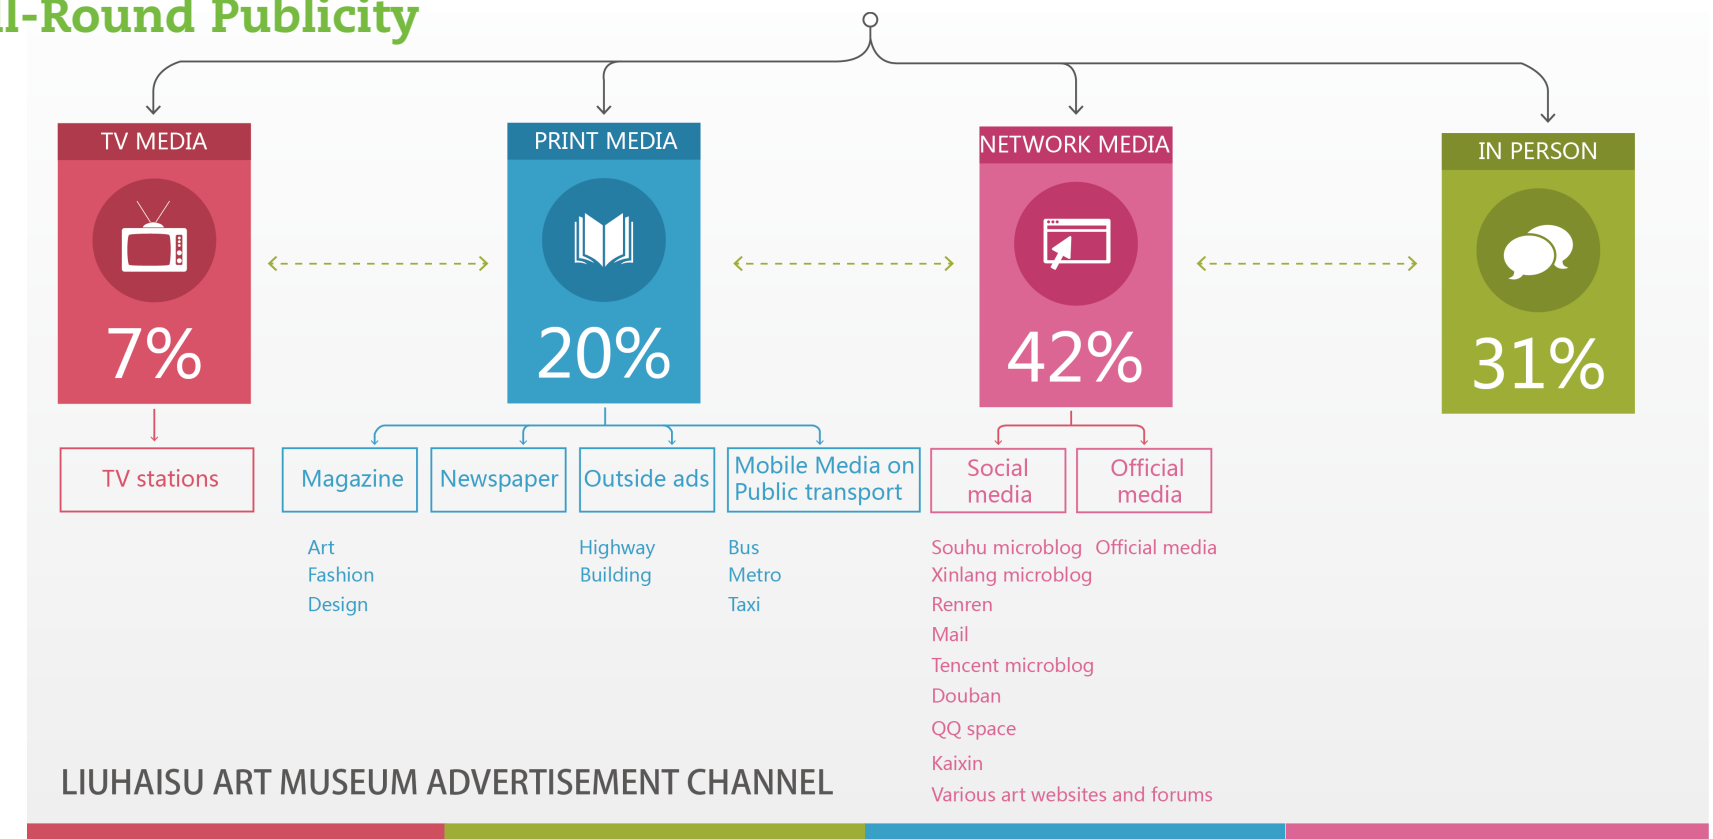 ll-Round Publicity
TV MEDIA
7%
PRINT MEDIA
20%
NETWORK MEDIA
42%
IN PERSON
31%
TV stations
Magazine
Art
Fashion
Design
Newspaper
Outside ads
Highway
Building
Mobile Media on
Public transport
Bus
Metro
Taxi
Social
media
Souhu microblog
Xinlang microblog
Renren
Mail
Tencent microblog
Douban
QQ space
Kaixin
Various art websites and forums
Official
media
Official media
LIUHAISU ART MUSEUM ADVERTISEMENT CHANNEL